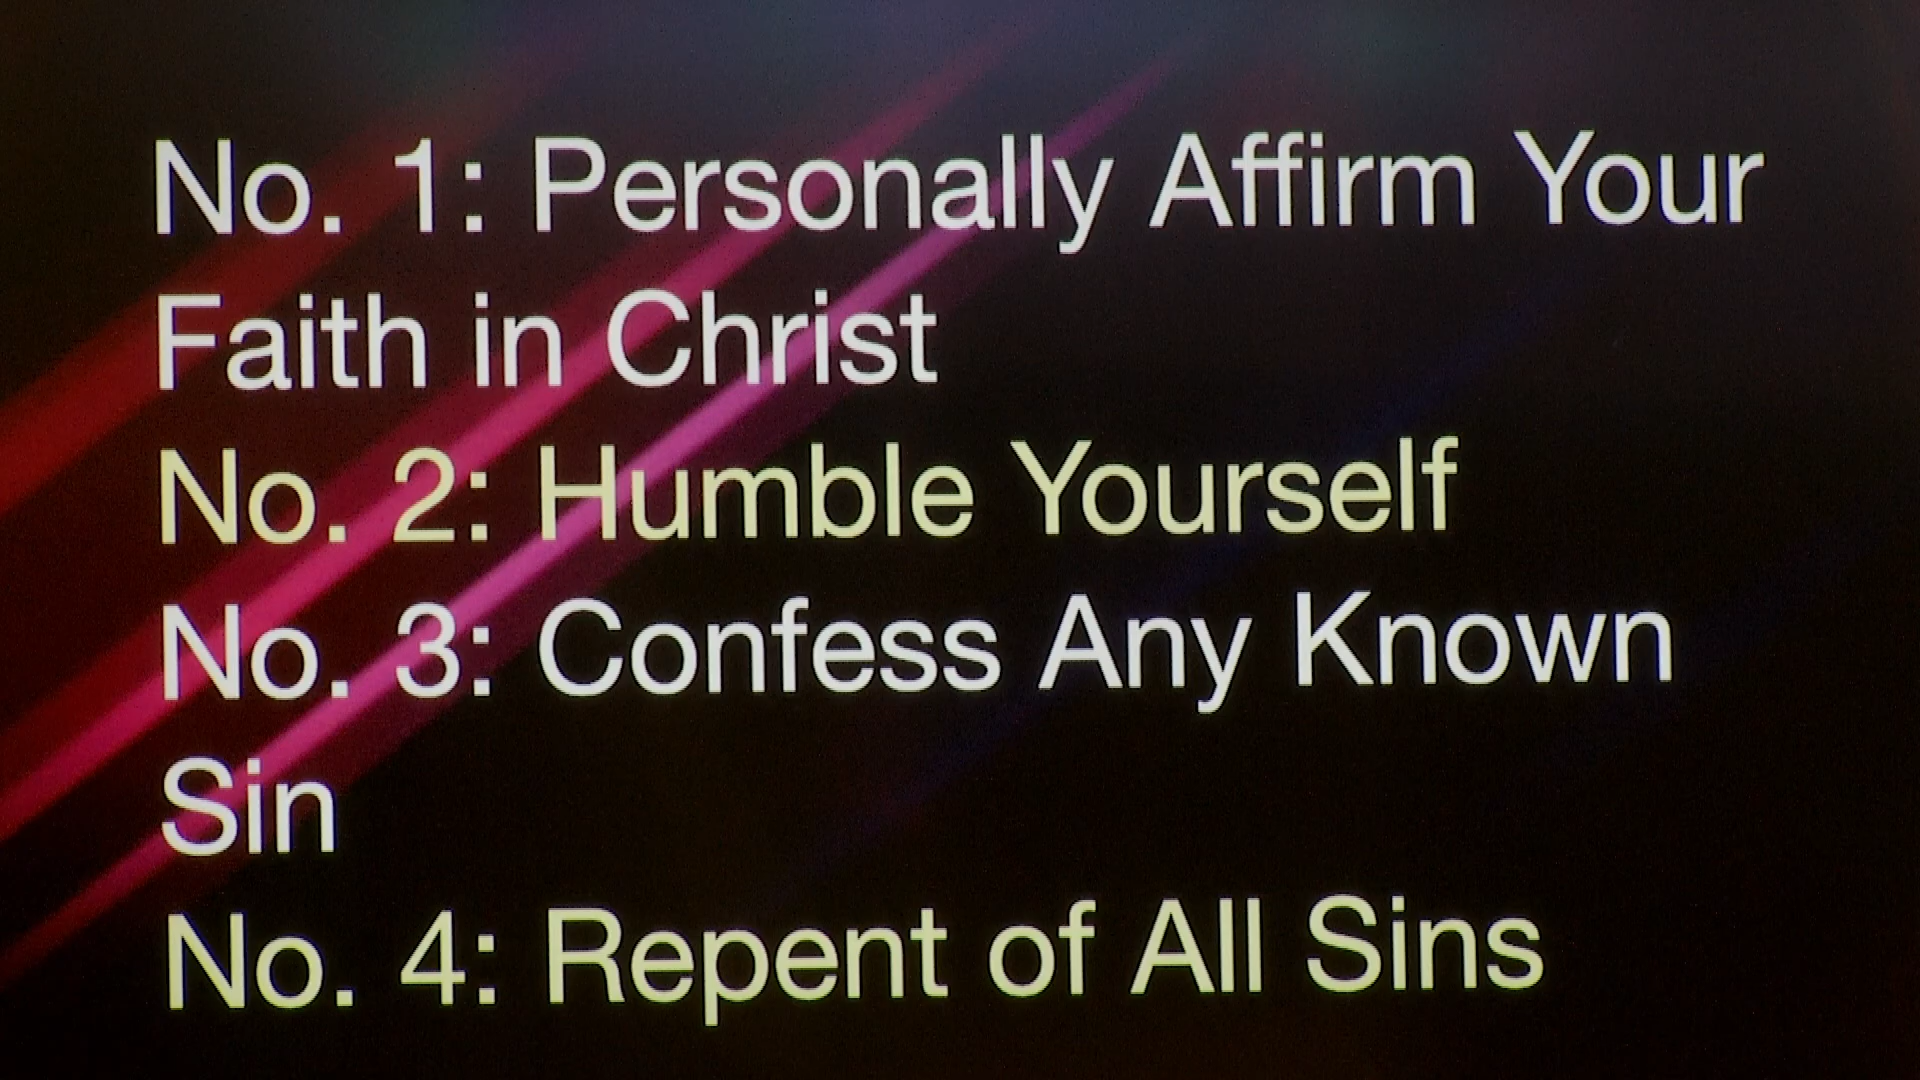 No. 1: Personally Affirm Your
Faith in Christ
No. 2: Humble Yourself
No. 3: Confess Any Known
Sin
No. 4: Repent of All Sins